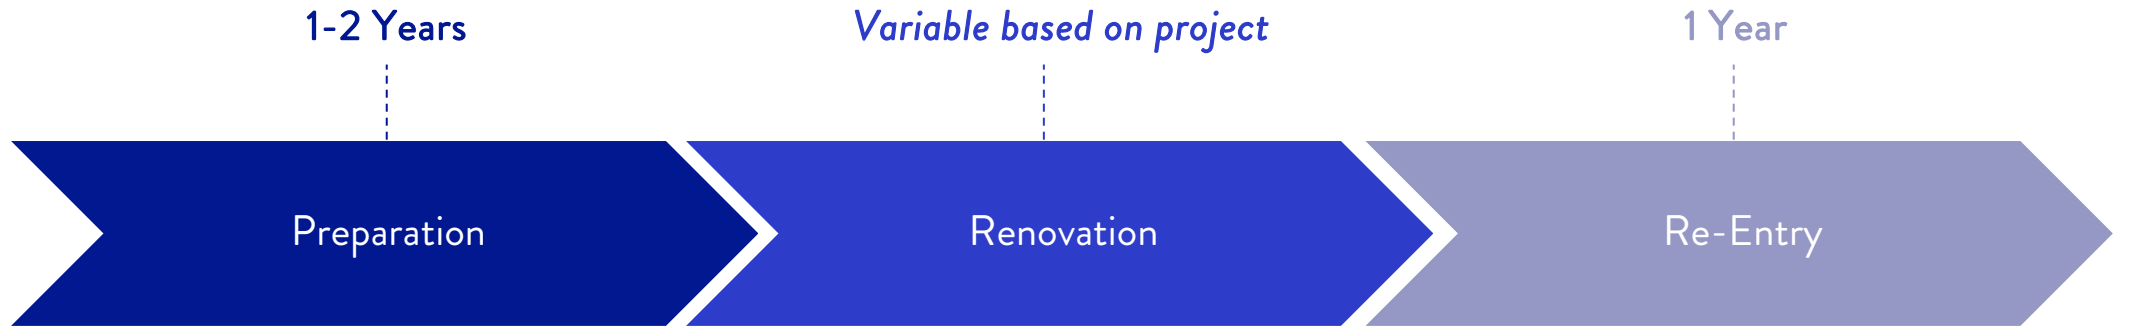 1-2 Years
Variable based on project
1 Year
Preparation
Renovation
Re-Entry